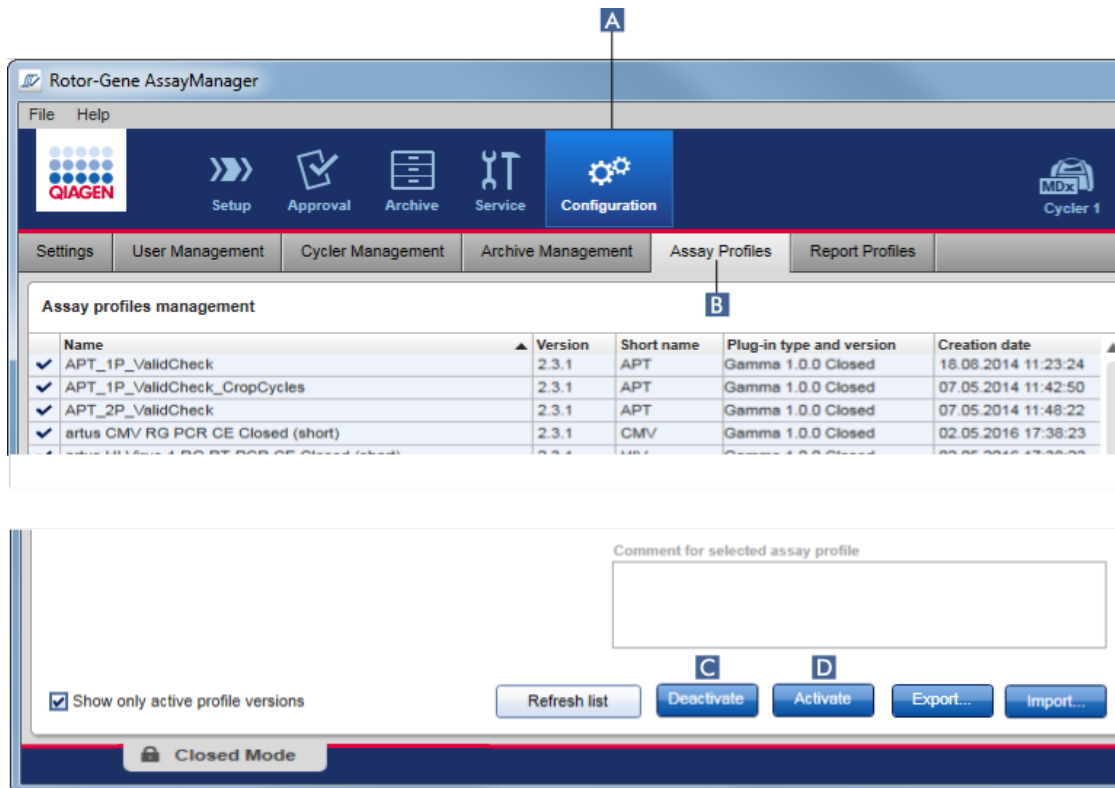 A
Rotor-Gene AssayManager
File Help
QIAGEN
Setup Approval Archive Service Configuration
MDx
Cycler 1
Settings User Management Cycler Management Archive Management Assay Profiles Report Profiles
B
Assay profiles management
Name Version Short name Plug-in type and version Creation date
APT_1P_ValidCheck 2.3.1 APT Gamma 1.0.0 Closed 18.08.2014 11:23:24
APT_1P_ValidCheck_CropCycles 2.3.1 APT Gamma 1.0.0 Closed 07.05.2014 11:42:50
APT_2P_ValidCheck 2.3.1 APT Gamma 1.0.0 Closed 07.05.2014 11:48:22
artus CMV RG PCR CE Closed (short) 2.3.1 CMV Gamma 1.0.0 Closed 02.05.2016 17:38:23
Comment for selected assay profile
C D
Show only active profile versions Refresh list Deactivate Activate Export... Import...
Closed Mode